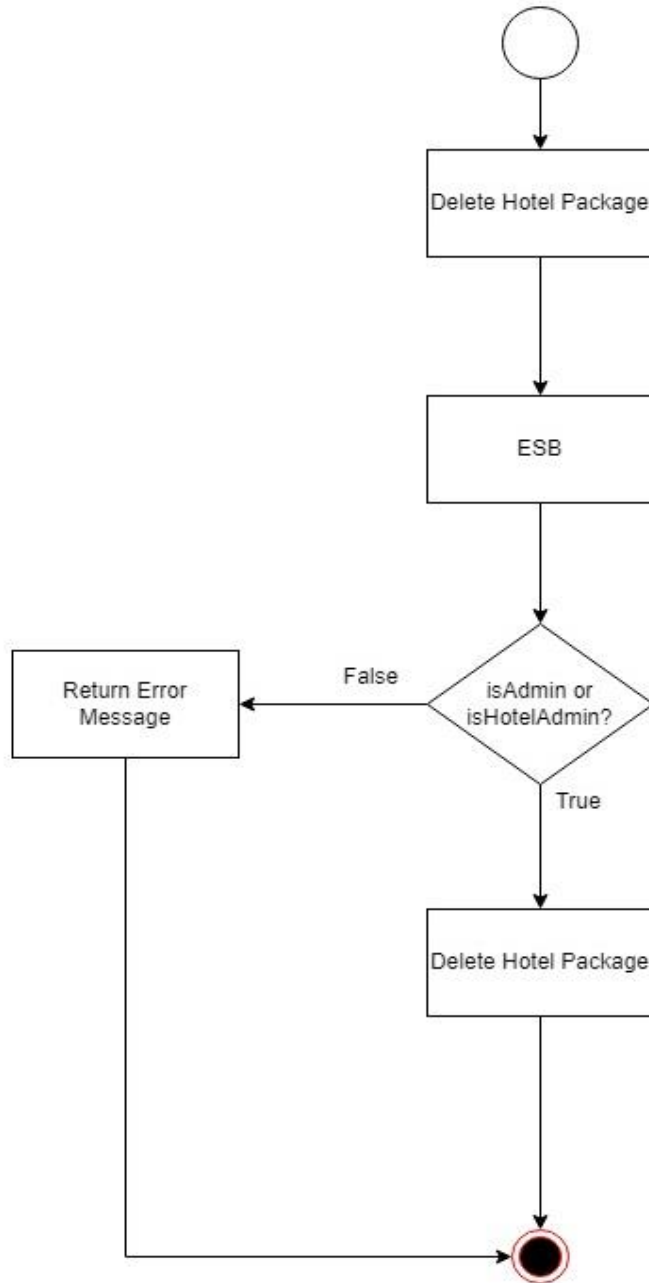 Delete Hotel Package
ESB
isAdmin or
isHotelAdmin?
False
Return Error
Message
True
Delete Hotel Package